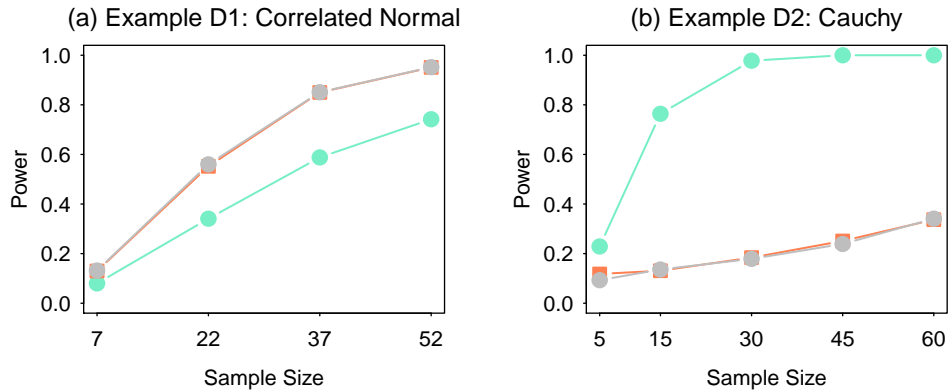 (a) Example D1: Correlated Normal
Power
1.0
0.8
0.6
0.4
0.2
0.0
7 22 37 52
Sample Size
(b) Example D2: Cauchy
Power
1.0
0.8
0.6
0.4
0.2
0.0
5 15 30 45 60
Sample Size